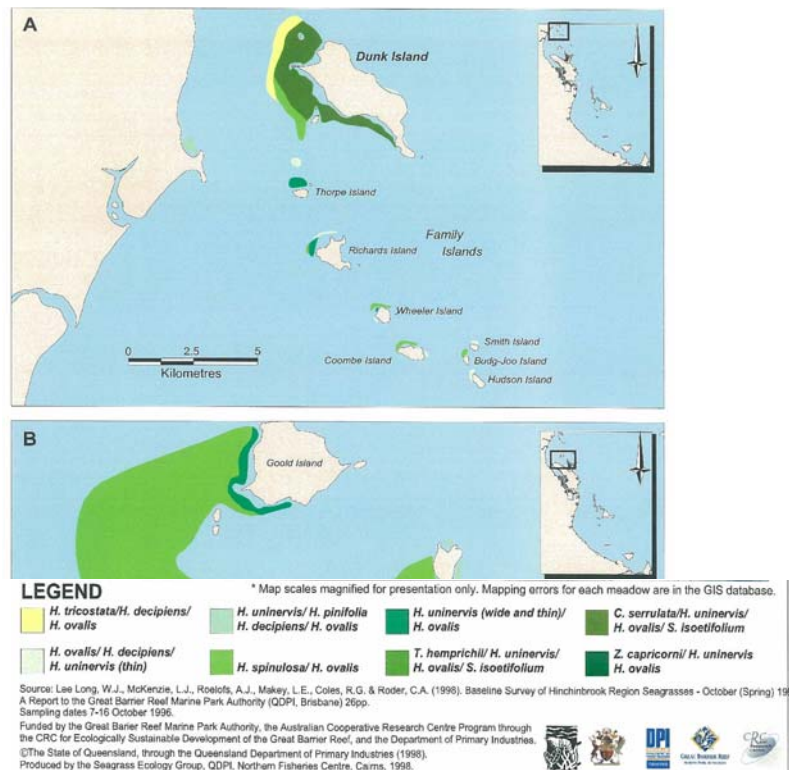 A
Dunk Island
Thorpe Island
Family
Islands
Richards Island
Wheeler Island
Smith Island
Coombe Island
Budg-Joo Island
Hudson Island
0 2.5 5
Kilometres
B
Goold Island
LEGEND
* Map scales magnified for presentation only. Mapping errors for each meadow are in the GIS database.
H. tricostata/H. decipiens/
H. ovalis
H. uninervis/ H. pinifolia
H. decipiens/ H. ovalis
H. uninervis (wide and thin)/
H. ovalis
C. serrulata/H. uninervis/
H. ovalis/ S. isoetifolium
H. ovalis/ H. decipiens/
H. uninervis (thin)
H. spinulosa/ H. ovalis
T. hemprichii/ H. uninervis/
H. ovalis/ S. isoetifolium
Z. capricorni/ H. uninervis
H. ovalis
Source: Lee Long, W.J., McKenzie, L.J., Roelofs, A.J., Makey, L.E., Coles, R.G. & Roder, C.A. (1998). Baseline Survey of Hinchinbrook Region Seagrasses - October (Spring) 19
A Report to the Great Barrier Reef Marine Park Authority (QDPI, Brisbane) 26pp.
Sampling dates 7-16 October 1996.
Funded by the Great Barier Reef Marine Park Authority, the Australian Cooperative Research Centre Program through
the CRC for Ecologically Sustainable Development of the Great Barrier Reef, and the Department of Primary Industries.
©The State of Queensland, through the Queensland Department of Primary Industries (1998).
Produced by the Seagrass Ecology Group, QDPI, Northern Fisheries Centre, Cairns, 1998.
DPI
GREAT BARRIER REEF
CRC